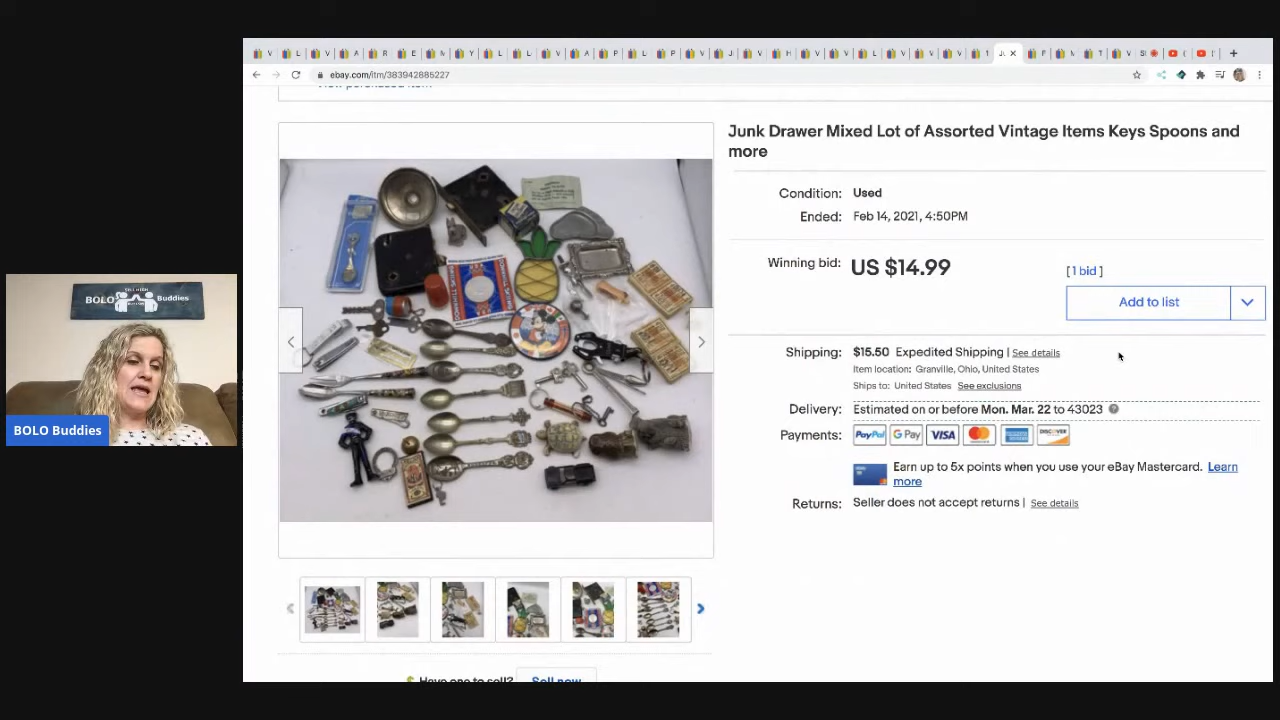 ebay.com/itm/383942885227
Junk Drawer Mixed Lot of Assorted Vintage Items Keys Spoons and
more
Condition: Used
Ended: Feb 14, 2021, 4:50PM
Winning bid: US $14.99 [ 1 bid ]
Add to list
Shipping: $15.50 Expedited Shipping | See details
Item location: Granville, Ohio, United States
Ships to: United States See exclusions
Delivery: Estimated on or before Mon. Mar. 22 to 43023
Payments: PayPal G Pay VISA DISCOVER
Earn up to 5x points when you use your eBay Mastercard. Learn
more
Returns: Seller does not accept returns | See details
Have one to sell? Sell now
BOLO Buddies
BOLO Buddies